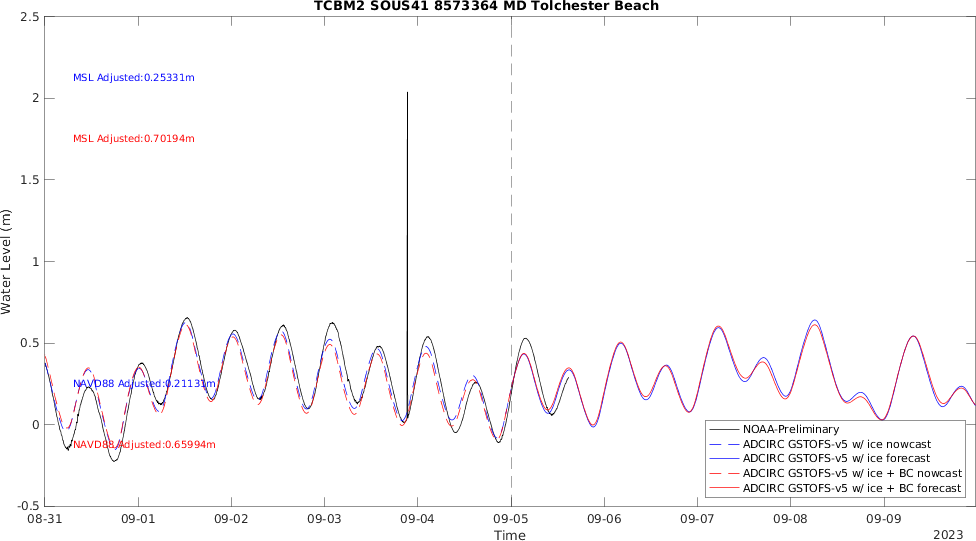 TCBM2 SOUS41 8573364 MD Tolchester Beach
2.5
2
1.5
1
0.5
0
-0.5
Water Level (m)
MSL Adjusted:0.25331m
MSL Adjusted:0.70194m
NAVD88 Adjusted:0.21131m
NAVD88 Adjusted:0.65994m
NOAA-Preliminary
ADCIRC GSTOFS-v5 w/ ice nowcast
ADCIRC GSTOFS-v5 w/ ice forecast
ADCIRC GSTOFS-v5 w/ ice + BC nowcast
ADCIRC GSTOFS-v5 w/ ice + BC forecast
08-31 09-01 09-02 09-03 09-04 09-05 09-06 09-07 09-08 09-09
Time
2023